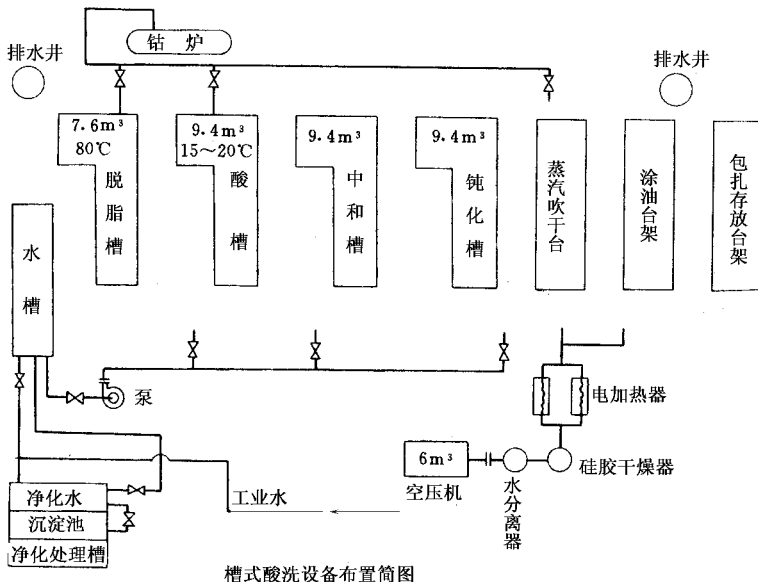 钴 炉
排水井
排水井
7.6m³
80℃
脱脂槽
9.4m³
15～20℃
酸槽
9.4m³
中和槽
9.4m³
钝化槽
蒸汽吹干台
涂油台架
包扎存放台架
水槽
泵
电加热器
6m³
空压机
水分离器
硅胶干燥器
净化水
沉淀池
净化处理槽
工业水
槽式酸洗设备布置简图